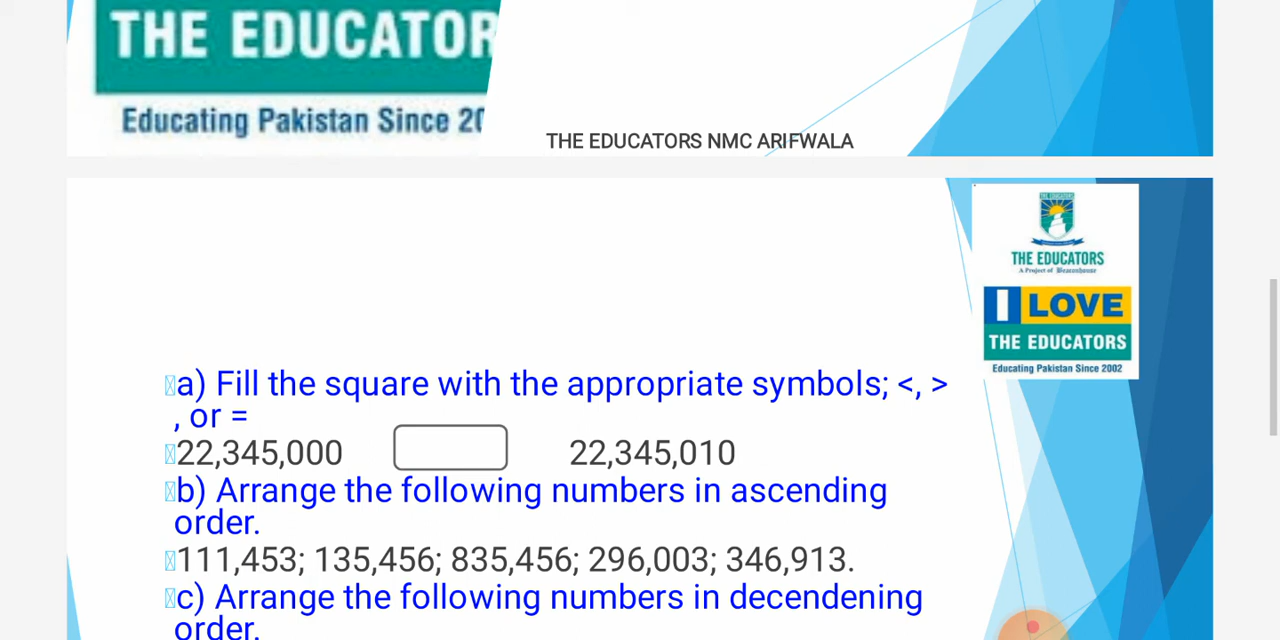 THE EDUCATOR
Educating Pakistan Since 20
THE EDUCATORS NMC ARIFWALA
THE EDUCATORS
A Project of Beaconhouse
I LOVE
THE EDUCATORS
Educating Pakistan Since 2002
a) Fill the square with the appropriate symbols; <, >
, or =
22,345,000 22,345,010
b) Arrange the following numbers in ascending
order.
111,453; 135,456; 835,456; 296,003; 346,913.
c) Arrange the following numbers in decendening
order.